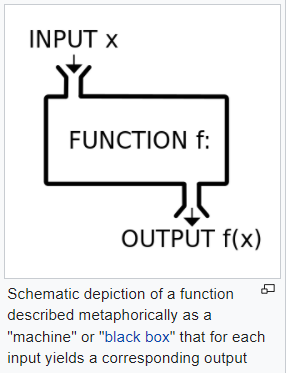 INPUT x
FUNCTION f:
OUTPUT f(x)
Schematic depiction of a function
described metaphorically as a
"machine" or "black box" that for each
input yields a corresponding output